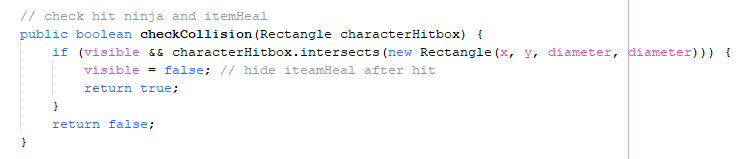 // check hit ninja and itemHeal
public boolean checkCollision(Rectangle characterHitbox) {
if (visible && characterHitbox.intersects(new Rectangle(x, y, diameter, diameter))) {
visible = false; // hide iteamHeal after hit
return true;
}
return false;
}